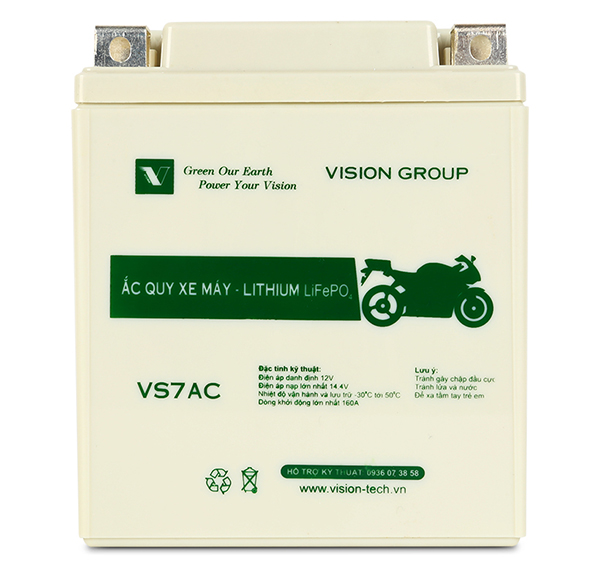 V
Green Our Earth
Power Your Vision
VISION GROUP
ẮC QUY XE MÁY - LITHIUM LiFePO₄
VS7AC
Đặc tính kỹ thuật:
Điện áp danh định 12V
Điện áp nạp lớn nhất 14.4V
Nhiệt độ vận hành và lưu trữ -30°C tới 50°C
Dòng khởi động lớn nhất 160A
Lưu ý:
Tránh gây chập đầu cực
Tránh lửa và nước
Để xa tầm tay trẻ em
HỖ TRỢ KỸ THUẬT: 0936 07 38 58
www.vision-tech.vn